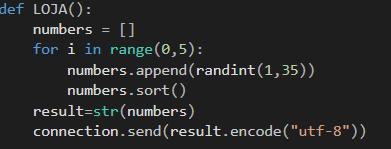 def LOJA():
    numbers = []
    for i in range(0,5):
        numbers.append(randint(1,35))
        numbers.sort()
    result=str(numbers)
    connection.send(result.encode("utf-8"))